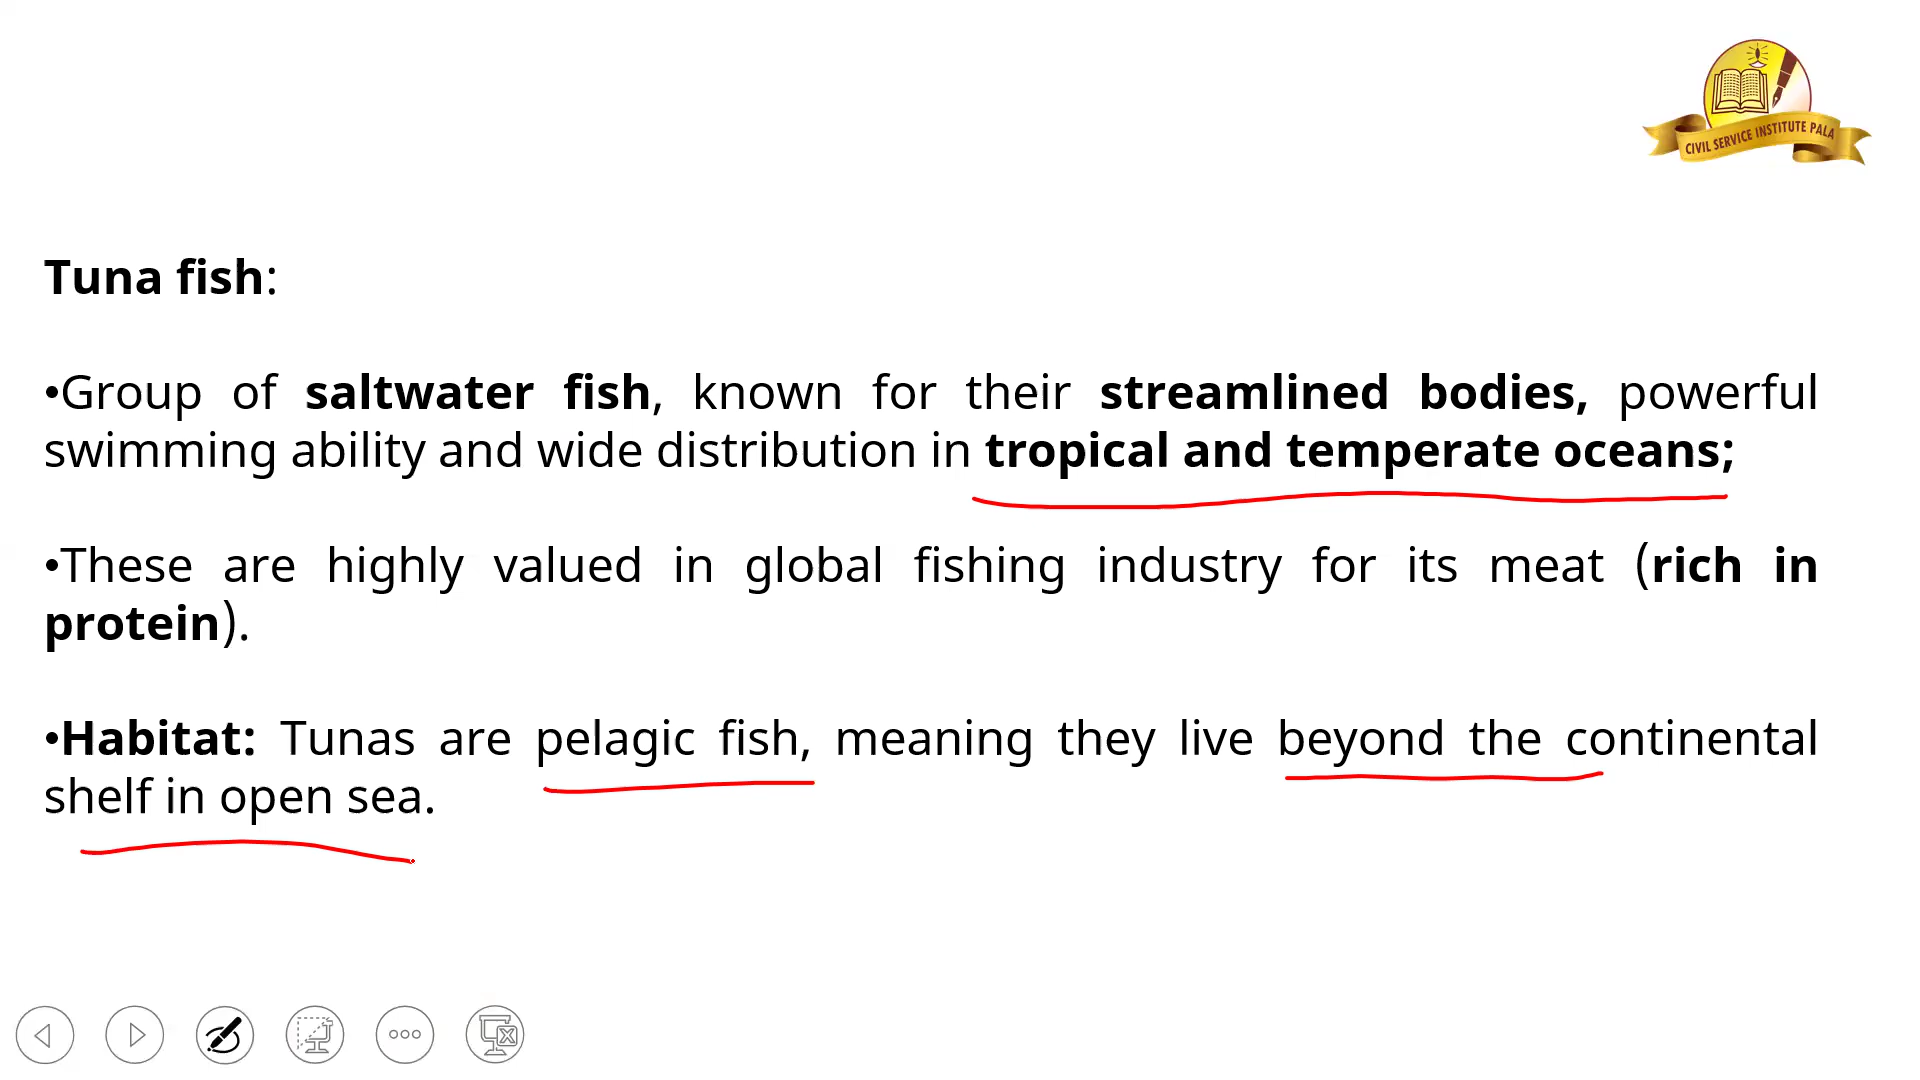 CIVIL SERVICE INSTITUTE PALA
Tuna fish:
•Group of saltwater fish, known for their streamlined bodies, powerful
swimming ability and wide distribution in tropical and temperate oceans;
•These are highly valued in global fishing industry for its meat (rich in
protein).
•Habitat: Tunas are pelagic fish, meaning they live beyond the continental
shelf in open sea.